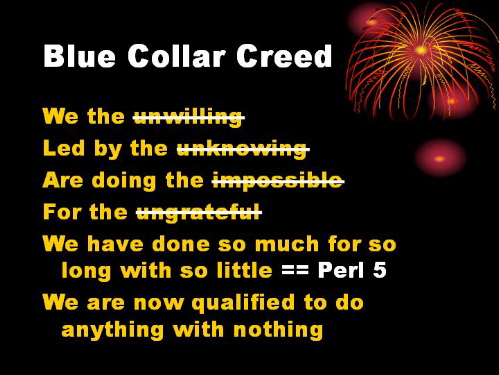 Blue Collar Creed
We the unwilling
Led by the unknowing
Are doing the impossible
For the ungrateful
We have done so much for so
long with so little == Perl 5
We are now qualified to do
anything with nothing